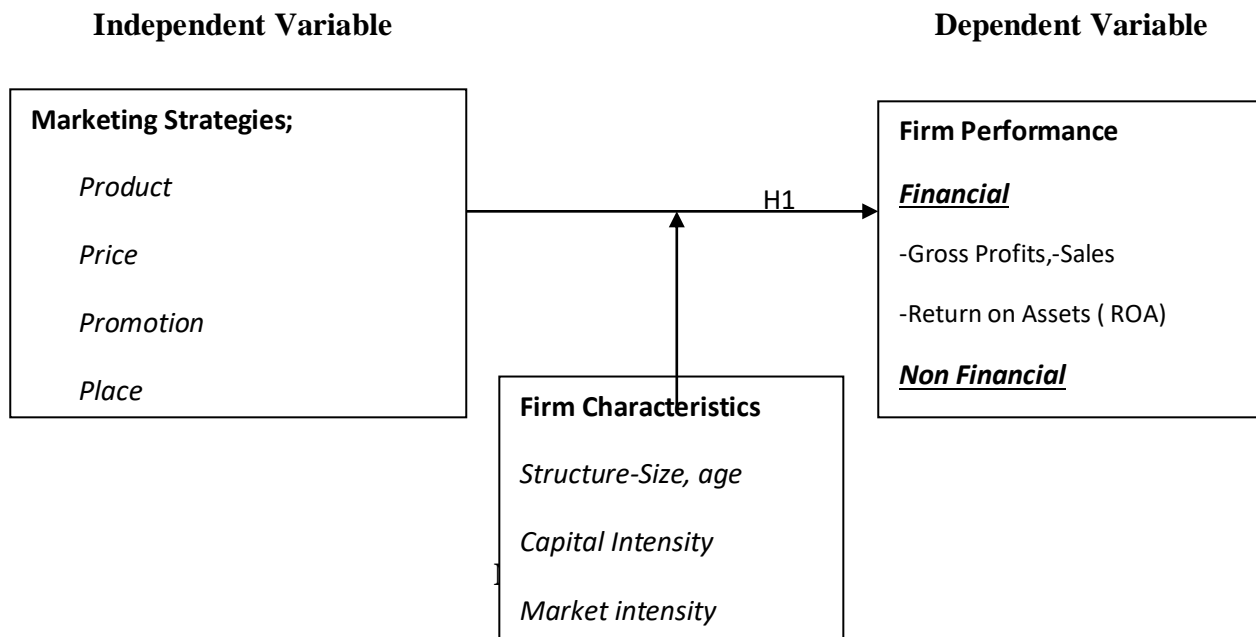 Independent Variable
Dependent Variable
Marketing Strategies;
Product
Price
Promotion
Place
H1
Firm Performance
Financial
-Gross Profits,-Sales
-Return on Assets ( ROA)
Non Financial
Firm Characteristics
Structure-Size, age
Capital Intensity
Market intensity